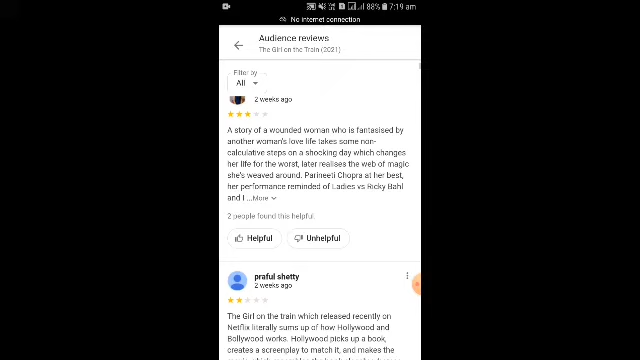 88% 7:19 am
No internet connection
Audience reviews
The Girl on the Train (2021)
Filter by
All
2 weeks ago
A story of a wounded woman who is fantasised by
another woman's love life takes some non-
calculative steps on a shocking day which changes
her life for the worst, later realises the web of magic
she's weaved around. Parineeti Chopra at her best,
her performance reminded of Ladies vs Ricky Bahl
and I ...More
2 people found this helpful.
Helpful Unhelpful
praful shetty
2 weeks ago
The Girl on the train which released recently on
Netflix literally sums up of how Hollywood and
Bollywood works. Hollywood picks up a book,
creates a screenplay to match it, and makes the